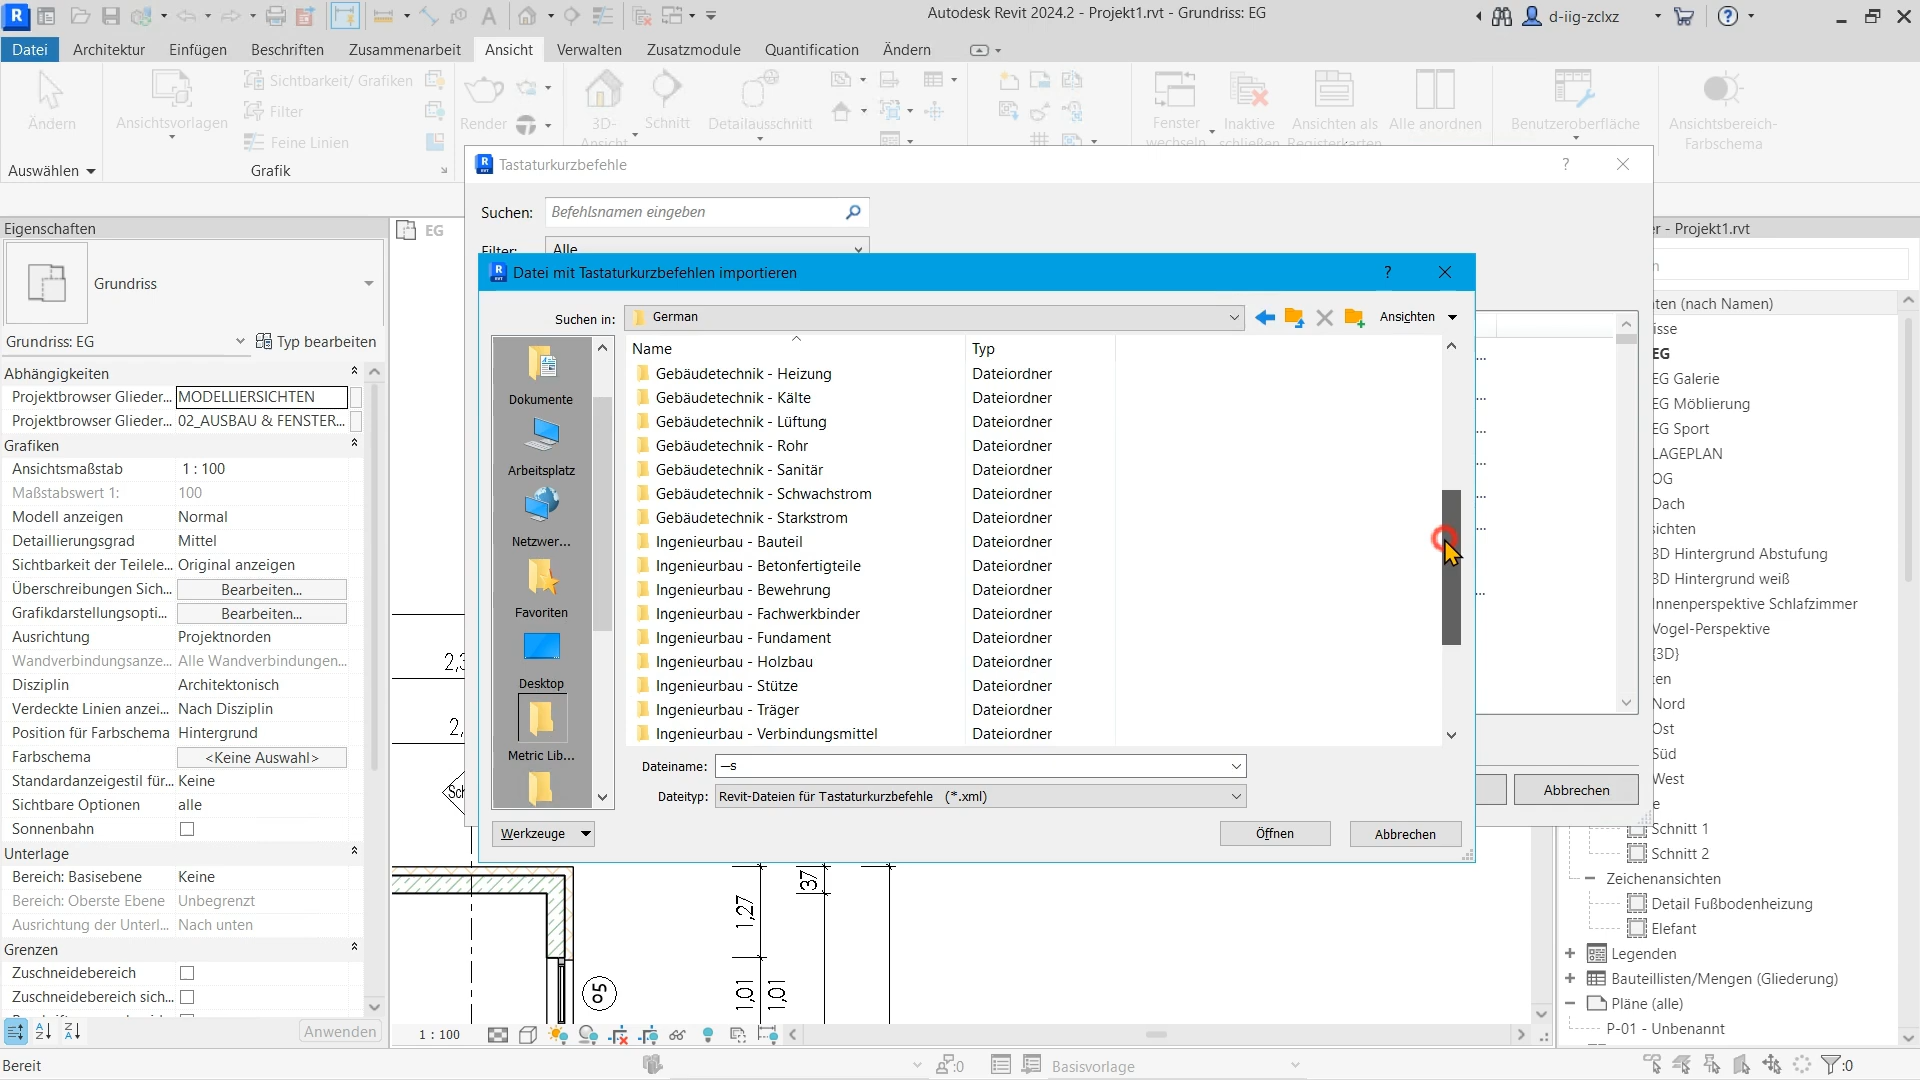 Autodesk Revit 2024.2 - Projekt1.rvt - Grundriss: EG
d-iig-zclxz
Datei Architektur Einfügen Beschriften Zusammenarbeit Ansicht Verwalten Zusatzmodule Quantification Ändern
Ändern
Ansichtsvorlagen
Sichtbarkeit/ Grafiken
Filter
Feine Linien
Render
3D-
Ansicht
Schnitt
Detailausschnitt
Fenster
wechseln
Inaktive
schließen
Ansichten als
Registerkarten
Alle anordnen
Benutzeroberfläche
Ansichtsbereich-
Farbschema
Auswählen
Grafik
Tastaturkurzbefehle
?
Suchen: Befehlsnamen eingeben
Filter: Alle
Eigenschaften
EG
Grundriss
Grundriss: EG
Typ bearbeiten
Abhängigkeiten
Projektbrowser Glieder... MODELLIERSICHTEN
Projektbrowser Glieder... 02_AUSBAU & FENSTER...
Grafiken
Ansichtsmaßstab 1 : 100
Maßstabswert 1: 100
Modell anzeigen Normal
Detaillierungsgrad Mittel
Sichtbarkeit der Teilele... Original anzeigen
Überschreibungen Sich... Bearbeiten...
Grafikdarstellungsopti... Bearbeiten...
Ausrichtung Projektnorden
Wandverbindungsanze... Alle Wandverbindungen...
Disziplin Architektonisch
Verdeckte Linien anzei... Nach Disziplin
Position für Farbschema Hintergrund
Farbschema <Keine Auswahl>
Standardanzeigestil für... Keine
Sichtbare Optionen alle
Sonnenbahn
Unterlage
Bereich: Basisebene Keine
Bereich: Oberste Ebene Unbegrenzt
Ausrichtung der Unterl... Nach unten
Grenzen
Zuschneidebereich
Zuschneidebereich sich...
Anwenden
Datei mit Tastaturkurzbefehlen importieren
?
Suchen in: German
Ansichten
Dokumente
Arbeitsplatz
Netzwer...
Favoriten
Desktop
Metric Lib...
Name Typ
Gebäudetechnik - Heizung Dateiordner
Gebäudetechnik - Kälte Dateiordner
Gebäudetechnik - Lüftung Dateiordner
Gebäudetechnik - Rohr Dateiordner
Gebäudetechnik - Sanitär Dateiordner
Gebäudetechnik - Schwachstrom Dateiordner
Gebäudetechnik - Starkstrom Dateiordner
Ingenieurbau - Bauteil Dateiordner
Ingenieurbau - Betonfertigteile Dateiordner
Ingenieurbau - Bewehrung Dateiordner
Ingenieurbau - Fachwerkbinder Dateiordner
Ingenieurbau - Fundament Dateiordner
Ingenieurbau - Holzbau Dateiordner
Ingenieurbau - Stütze Dateiordner
Ingenieurbau - Träger Dateiordner
Ingenieurbau - Verbindungsmittel Dateiordner
Dateiname: —s
Dateityp: Revit-Dateien für Tastaturkurzbefehle (*.xml)
Werkzeuge
Öffnen
Abbrechen
Abbrechen
r - Projekt1.rvt
ten (nach Namen)
isse
EG
EG Galerie
EG Möblierung
EG Sport
LAGEPLAN
OG
Dach
sichten
3D Hintergrund Abstufung
3D Hintergrund weiß
Innenperspektive Schlafzimmer
Vogel-Perspektive
{3D}
ten
Nord
Ost
Süd
West
e
Schnitt 1
Schnitt 2
Zeichenansichten
Detail Fußbodenheizung
Elefant
Legenden
Bauteillisten/Mengen (Gliederung)
Pläne (alle)
P-01 - Unbenannt
1,27
37
1,01
1,01
05
1 : 100
Bereit
:0
Basisvorlage
:0